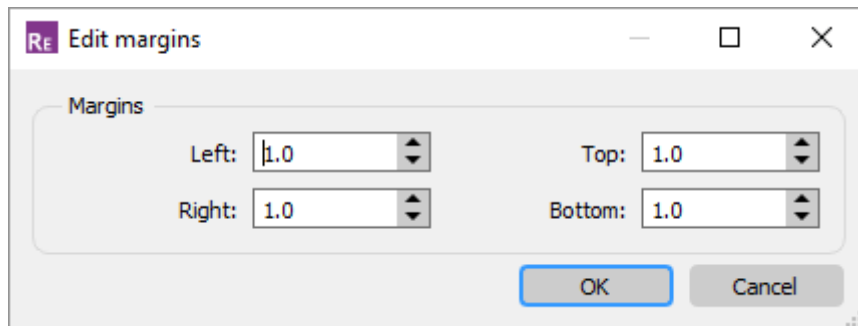 RE Edit margins
Margins
Left: 1.0 Top: 1.0
Right: 1.0 Bottom: 1.0
OK Cancel